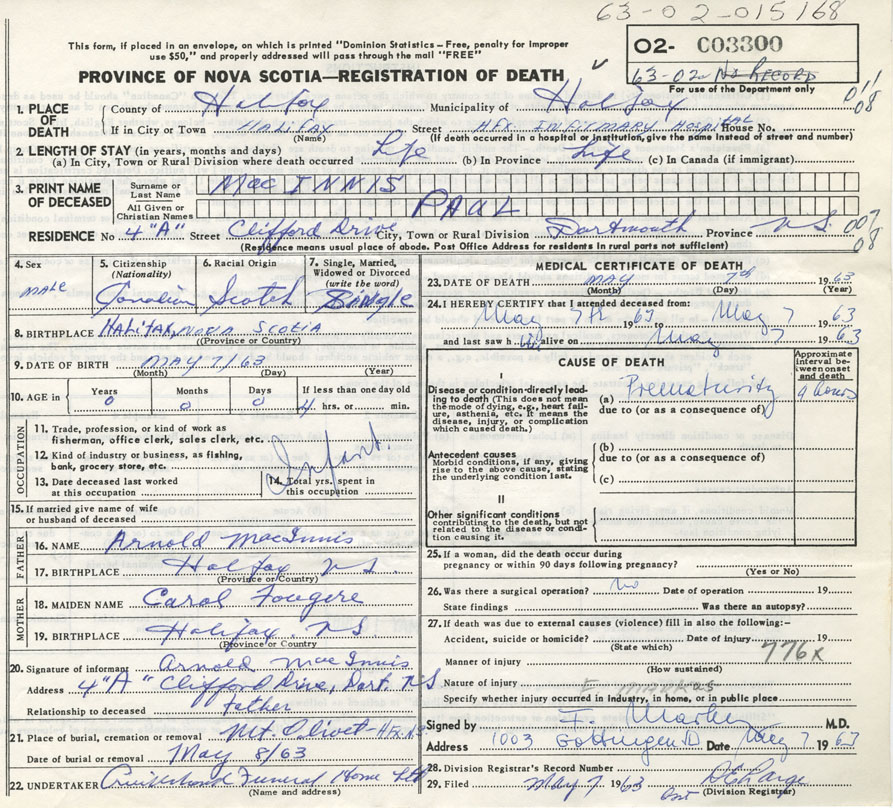 63-02-015168
This form, if placed in an envelope, on which is printed "Dominion Statistics - Free, penalty for improper
use $50," and properly addressed will pass through the mail "FREE"
02- C03300
63-02- No RECORD
For use of the Department only
PROVINCE OF NOVA SCOTIA—REGISTRATION OF DEATH
1. PLACE OF DEATH
County of Halifax Municipality of Halifax
If in City or Town HALIFAX Street HFX. INFIRMARY HOSPITAL House No.
(Name) (If death occurred in a hospital or institution, give name instead of street and number)
2. LENGTH OF STAY (in years, months and days)
(a) In City, Town or Rural Division where death occurred Life (b) In Province Life (c) In Canada (if immigrant)
3. PRINT NAME OF DECEASED
Surname or Last Name MacINNIS
All Given or Christian Names PAUL
RESIDENCE No 4 "A" Street Clifford Drive City, Town or Rural Division Dartmouth Province N.S.
(Residence means usual place of abode. Post Office Address for residents in rural parts not sufficient)
4. Sex MALE
5. Citizenship (Nationality) Canadian
6. Racial Origin Scotch
7. Single, Married, Widowed or Divorced (write the word) Single
8. BIRTHPLACE HALIFAX, NOVA SCOTIA
(Province or Country)
9. DATE OF BIRTH MAY 7/63
(Month) (Day) (Year)
10. AGE in Years 0 Months 0 Days 0 If less than one day old 4 hrs. or min.
OCCUPATION
11. Trade, profession, or kind of work as fisherman, office clerk, sales clerk, etc.
12. Kind of industry or business, as fishing, bank, grocery store, etc.
Infant.
13. Date deceased last worked at this occupation
14. Total yrs. spent in this occupation
15. If married give name of wife or husband of deceased
FATHER
16. NAME Arnold MacInnis
17. BIRTHPLACE Halifax N.S.
(Province or Country)
MOTHER
18. MAIDEN NAME Carol Fougere
19. BIRTHPLACE Halifax, NS
(Province or Country)
20. Signature of informant Arnold MacInnis
Address 4 "A" Clifford Drive, Dart. NS
Relationship to deceased father
21. Place of burial, cremation or removal Mt. Olivet - Hfx. NS
Date of burial or removal May 8/63
22. UNDERTAKER Funeral Home Ltd
(Name and address)
MEDICAL CERTIFICATE OF DEATH
23. DATE OF DEATH MAY 7th 1963
(Month) (Day) (Year)
24. I HEREBY CERTIFY that I attended deceased from:
May 7th 1963 to May 7 1963
and last saw h im alive on May 7 1963
CAUSE OF DEATH
Approximate interval between onset and death
I
Disease or condition directly leading to death (This does not mean the mode of dying, e.g., heart failure, asthenia, etc. It means the disease, injury, or complication which caused death.)
(a) Prematurity hours
due to (or as a consequence of)
Antecedent causes
Morbid conditions, if any, giving rise to the above cause, stating the underlying condition last.
(b)
due to (or as a consequence of)
(c)
II
Other significant conditions
contributing to the death, but not related to the disease or condition causing it.
25. If a woman, did the death occur during
pregnancy or within 90 days following pregnancy?
(Yes or No)
26. Was there a surgical operation? No Date of operation 19
State findings Was there an autopsy?
27. If death was due to external causes (violence) fill in also the following:-
Accident, suicide or homicide? Date of injury 19
(State which) 776x
Manner of injury
(How sustained)
Nature of injury
Specify whether injury occurred in Industry, in home, or in public place
Signed by F. M.D.
Address 1003 Gottingen St Date May 7 1963
28. Division Registrar's Record Number
29. Filed May 7 1963
(Division Registrar)